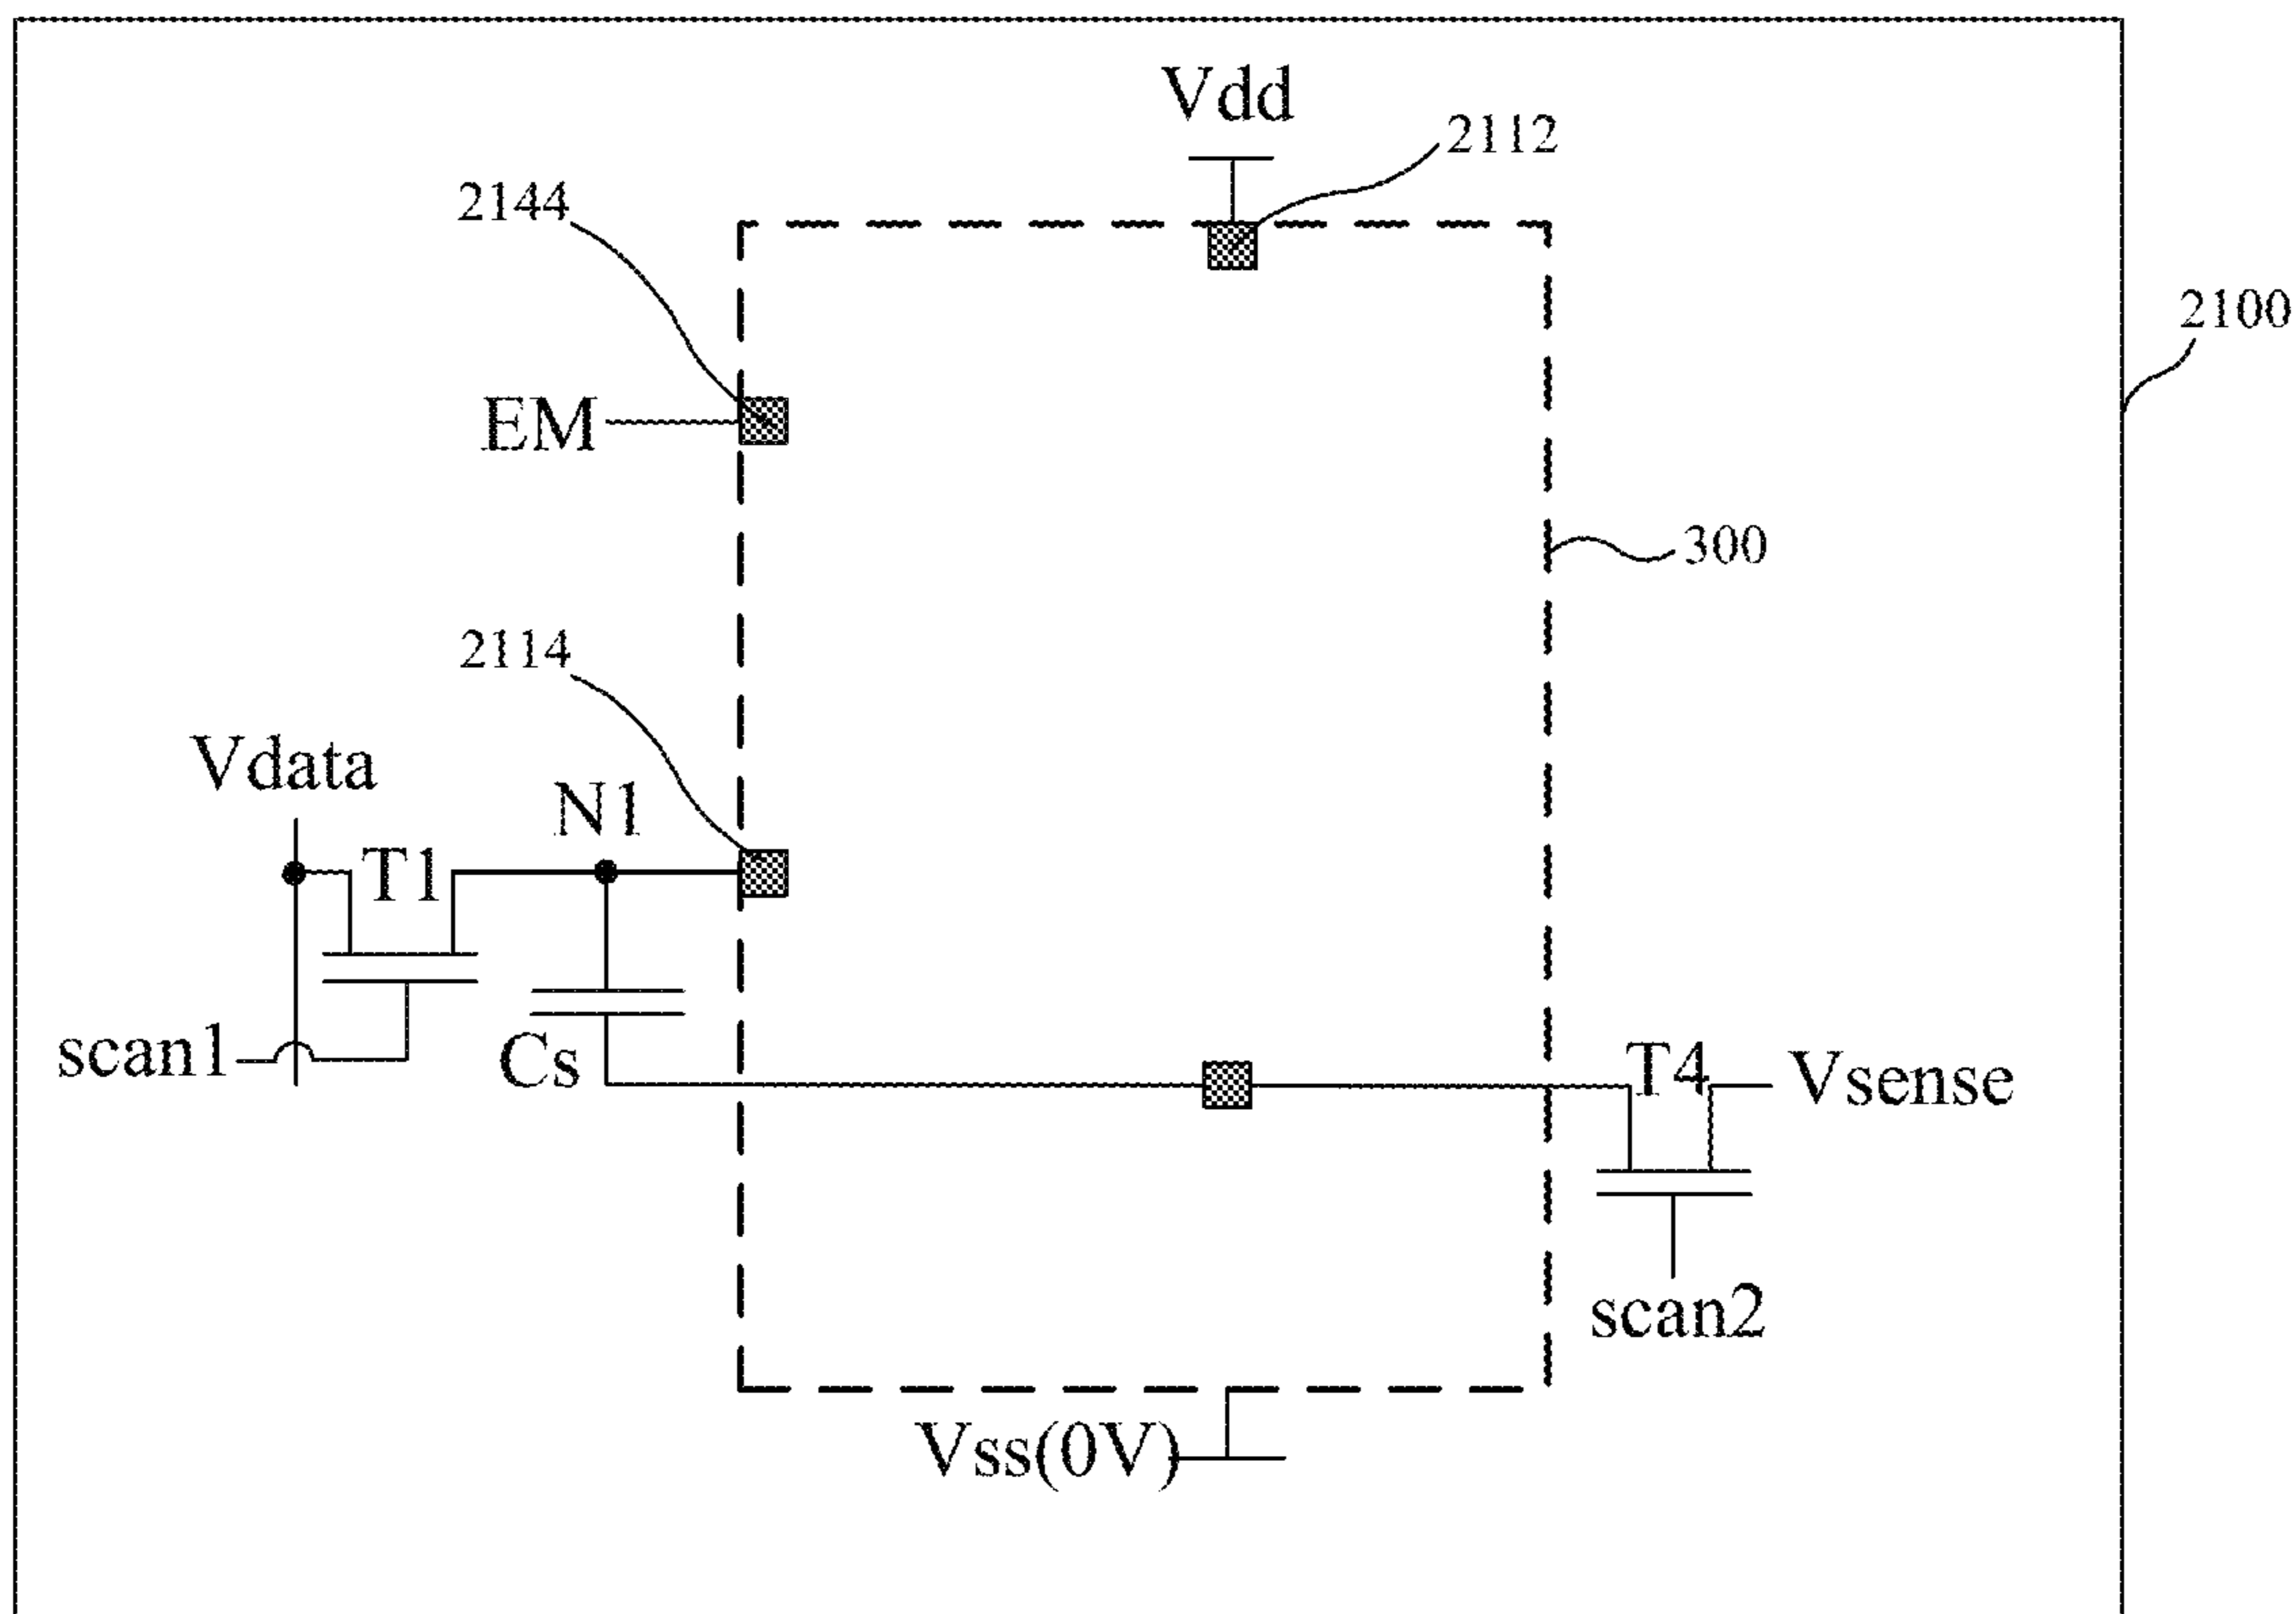 Vdd
2112
2144
2100
EM
300
2114
Vdata
N1
T1
scan1
Cs
T4
Vsense
scan2
Vss(0V)